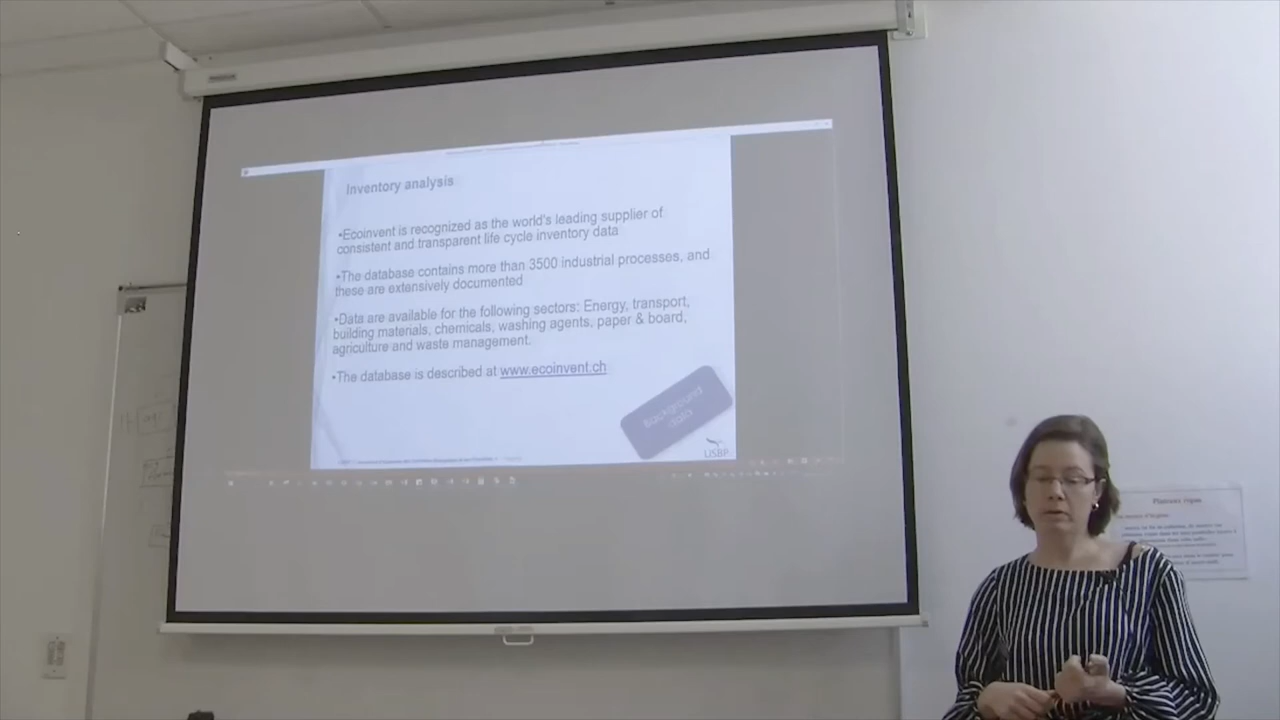 Inventory analysis
•Ecoinvent is recognized as the world's leading supplier of
consistent and transparent life cycle inventory data
•The database contains more than 3500 industrial processes, and
these are extensively documented
•Data are available for the following sectors: Energy, transport,
building materials, chemicals, washing agents, paper & board,
agriculture and waste management.
•The database is described at www.ecoinvent.ch
Background
data
LISBP